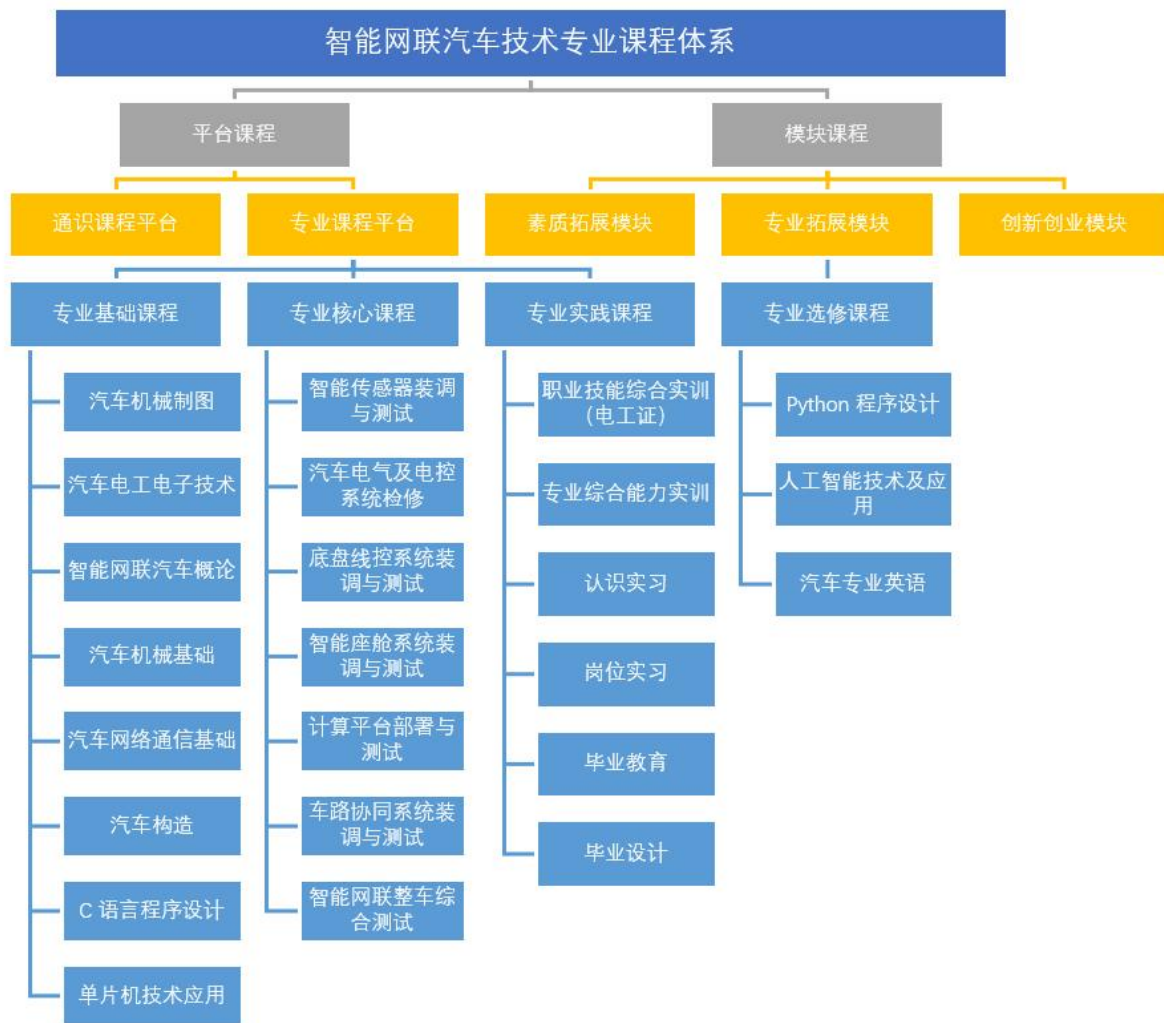 智能网联汽车技术专业课程体系
平台课程
模块课程
通识课程平台
专业课程平台
素质拓展模块
专业拓展模块
创新创业模块
专业基础课程
专业核心课程
专业实践课程
专业选修课程
汽车机械制图
汽车电工电子技术
智能网联汽车概论
汽车机械基础
汽车网络通信基础
汽车构造
C 语言程序设计
单片机技术应用
智能传感器装调
与测试
汽车电气及电控
系统检修
底盘线控系统装
调与测试
智能座舱系统装
调与测试
计算平台部署与
测试
车路协同系统装
调与测试
智能网联整车综
合测试
职业技能综合实训
(电工证)
专业综合能力实训
认识实习
岗位实习
毕业教育
毕业设计
Python 程序设计
人工智能技术及应
用
汽车专业英语